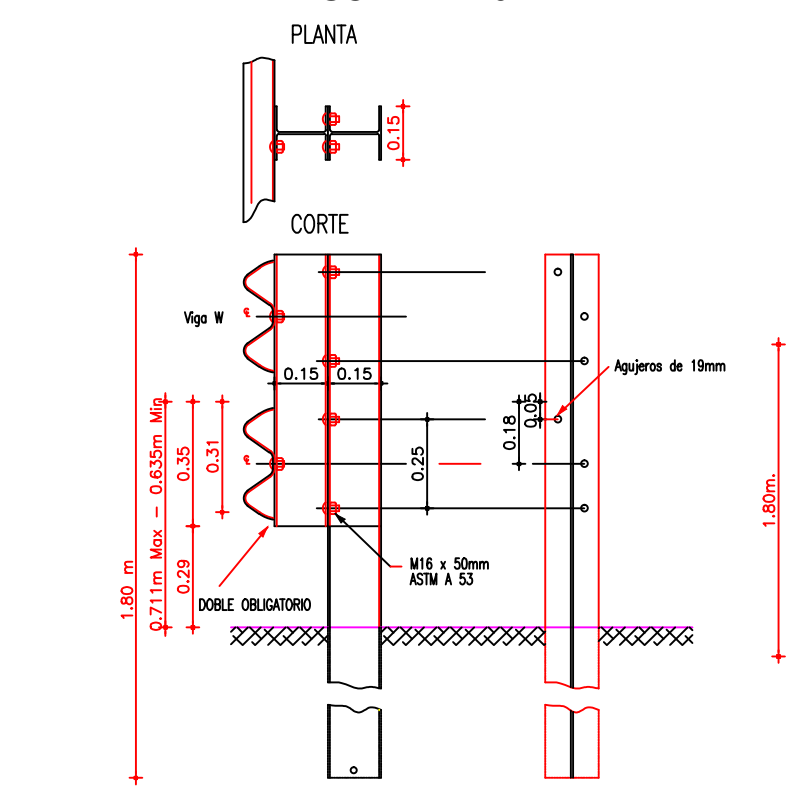 PLANTA
0.15
CORTE
Viga W
℄
0.15
0.15
Agujeros de 19mm
0.05
0.18
0.711m Max – 0.635m Min
0.35
0.31
℄
0.25
1.80m.
M16 x 50mm
ASTM A 53
0.29
1.80 m
DOBLE OBLIGATORIO